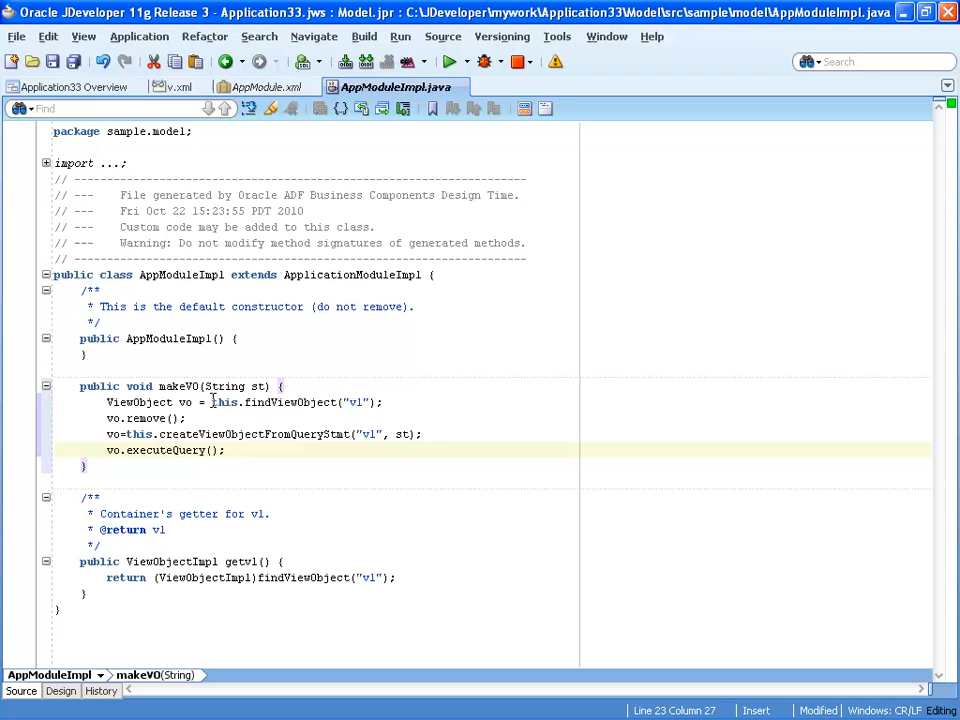 Oracle JDeveloper 11g Release 3 - Application33.jws : Model.jpr : C:\JDeveloper\mywork\Application33\Model\src\sample\model\AppModuleImpl.java
File Edit View Application Refactor Search Navigate Build Run Source Versioning Tools Window Help
Search
Application33 Overview v.xml AppModule.xml AppModuleImpl.java
Find
package sample.model;
import ...;
// ---------------------------------------------------------------------
// --- File generated by Oracle ADF Business Components Design Time.
// --- Fri Oct 22 15:23:55 PDT 2010
// --- Custom code may be added to this class.
// --- Warning: Do not modify method signatures of generated methods.
// ---------------------------------------------------------------------
public class AppModuleImpl extends ApplicationModuleImpl {
/**
* This is the default constructor (do not remove).
*/
public AppModuleImpl() {
}
public void makeVO(String st) {
ViewObject vo = this.findViewObject("v1");
vo.remove();
vo=this.createViewObjectFromQueryStmt("v1", st);
vo.executeQuery();
}
/**
* Container's getter for v1.
* @return v1
*/
public ViewObjectImpl getv1() {
return (ViewObjectImpl)findViewObject("v1");
}
}
AppModuleImpl makeVO(String)
Source Design History
Line 23 Column 27 Insert Modified Windows: CR/LF Editing